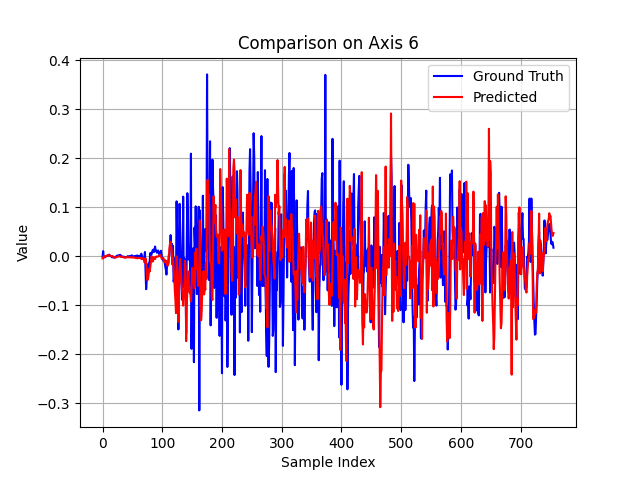 Comparison on Axis 6
Ground Truth
Predicted
0.4
0.3
0.2
0.1
0.0
−0.1
−0.2
−0.3
Value
0 100 200 300 400 500 600 700
Sample Index